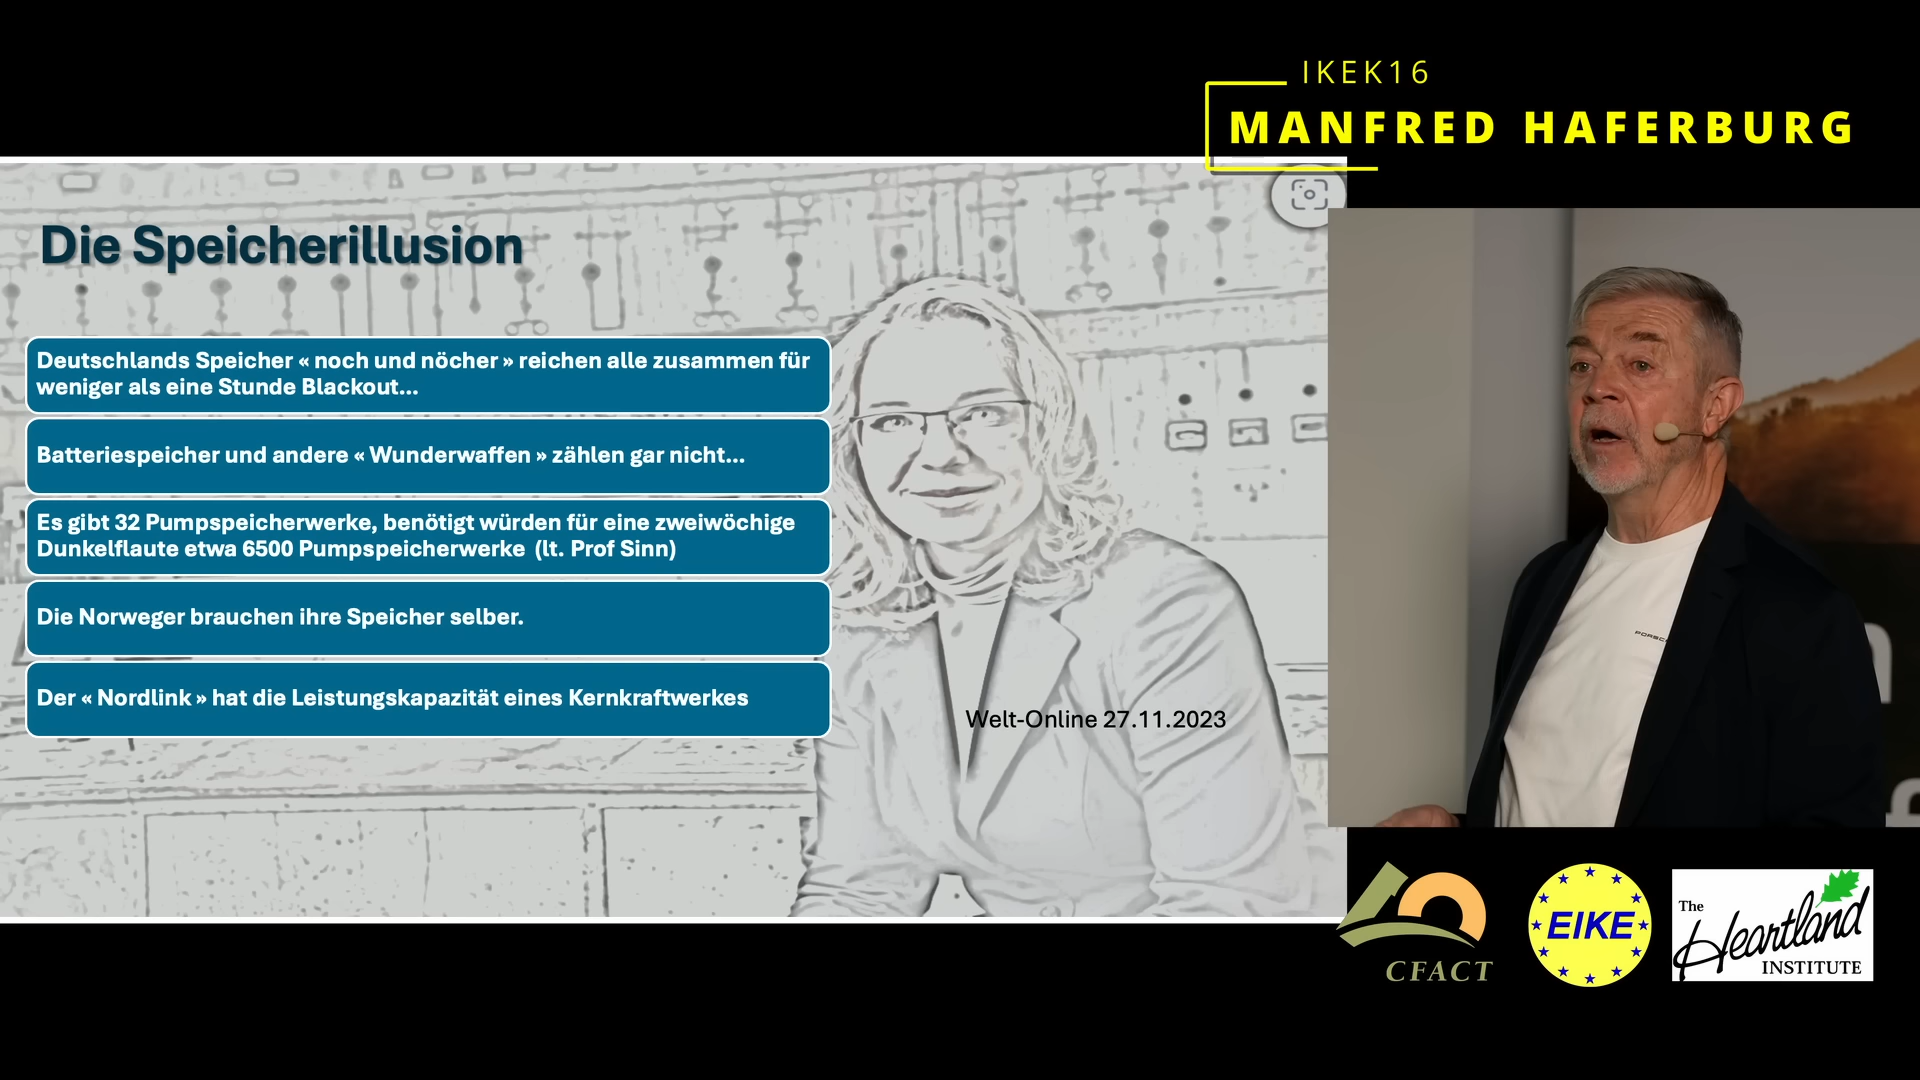 IKEK16
MANFRED HAFERBURG
Die Speicherillusion
Deutschlands Speicher « noch und nöcher » reichen alle zusammen für
weniger als eine Stunde Blackout...
Batteriespeicher und andere « Wunderwaffen » zählen gar nicht...
Es gibt 32 Pumpspeicherwerke, benötigt würden für eine zweiwöchige
Dunkelflaute etwa 6500 Pumpspeicherwerke (lt. Prof Sinn)
Die Norweger brauchen ihre Speicher selber.
Der « Nordlink » hat die Leistungskapazität eines Kernkraftwerkes
Welt-Online 27.11.2023
CFACT
EIKE
The
Heartland
INSTITUTE